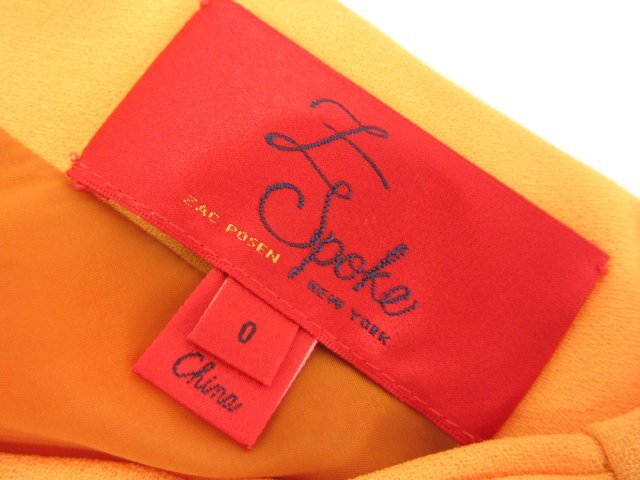 Z
Spoke
ZAC POSEN
NEW YORK
0
China